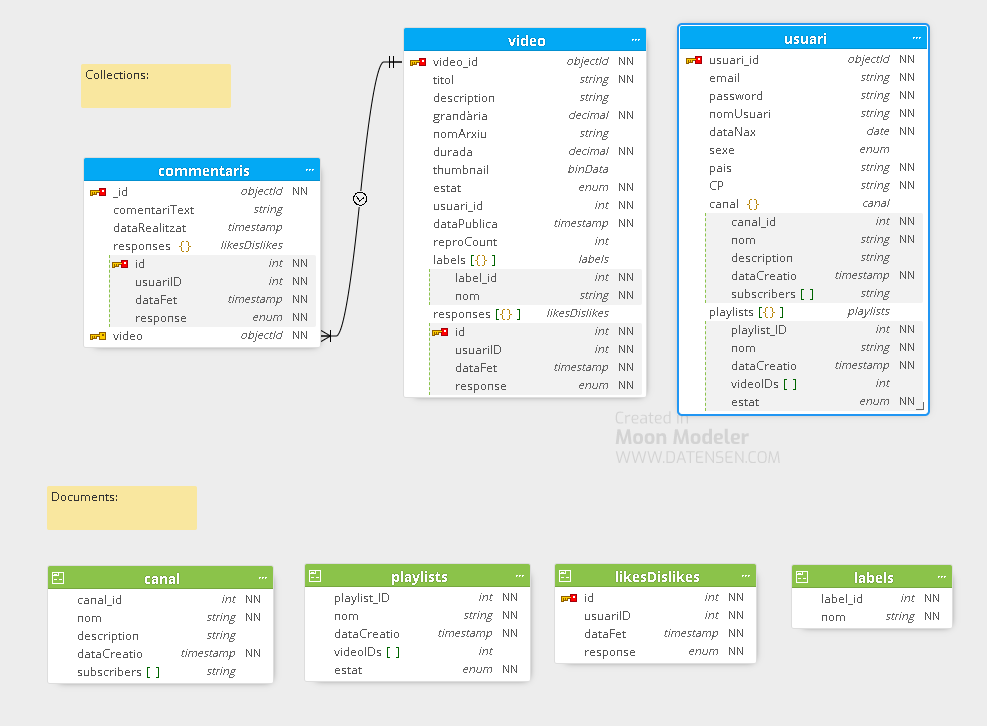 Collections:
commentaris ...
_id objectId NN
comentariText string
dataRealitzat timestamp
responses {} likesDislikes
id int NN
usuariID int NN
dataFet timestamp NN
response enum NN
video objectId NN
video ...
video_id objectId NN
titol string NN
description string
grandària decimal NN
nomArxiu string
durada decimal NN
thumbnail binData
estat enum NN
usuari_id int NN
dataPublica timestamp NN
reproCount int
labels [{} ] labels
label_id int NN
nom string NN
responses [{} ] likesDislikes
id int NN
usuariID int NN
dataFet timestamp NN
response enum NN
usuari ...
usuari_id objectId NN
email string NN
password string NN
nomUsuari string NN
dataNax date NN
sexe enum
pais string NN
CP string NN
canal {} canal
canal_id int NN
nom string NN
description string
dataCreatio timestamp NN
subscribers [ ] string
playlists [{} ] playlists
playlist_ID int NN
nom string NN
dataCreatio timestamp NN
videoIDs [ ] int
estat enum NN
Created in
Moon Modeler
WWW.DATENSEN.COM
Documents:
canal ...
canal_id int NN
nom string NN
description string
dataCreatio timestamp NN
subscribers [ ] string
playlists ...
playlist_ID int NN
nom string NN
dataCreatio timestamp NN
videoIDs [ ] int
estat enum NN
likesDislikes ...
id int NN
usuariID int NN
dataFet timestamp NN
response enum NN
labels ...
label_id int NN
nom string NN